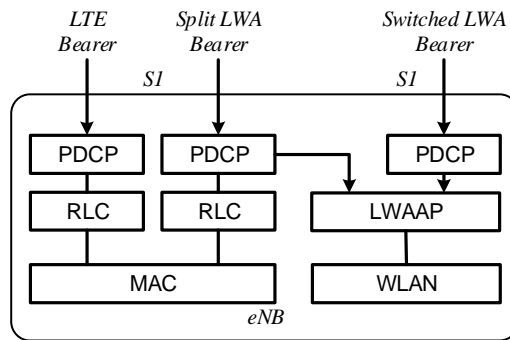 LTE Bearer
Split LWA Bearer
Switched LWA Bearer
S1
S1
PDCP
PDCP
PDCP
RLC
RLC
LWAAP
MAC
WLAN
eNB